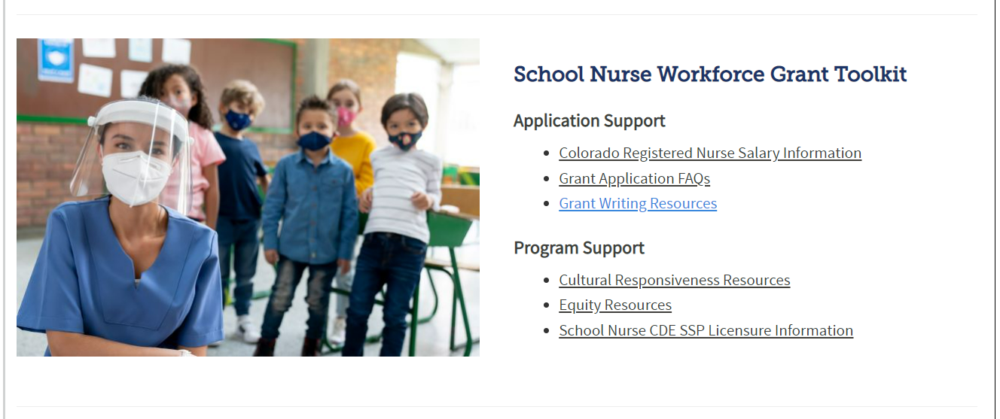 School Nurse Workforce Grant Toolkit
Application Support
Colorado Registered Nurse Salary Information
Grant Application FAQs
Grant Writing Resources
Program Support
Cultural Responsiveness Resources
Equity Resources
School Nurse CDE SSP Licensure Information